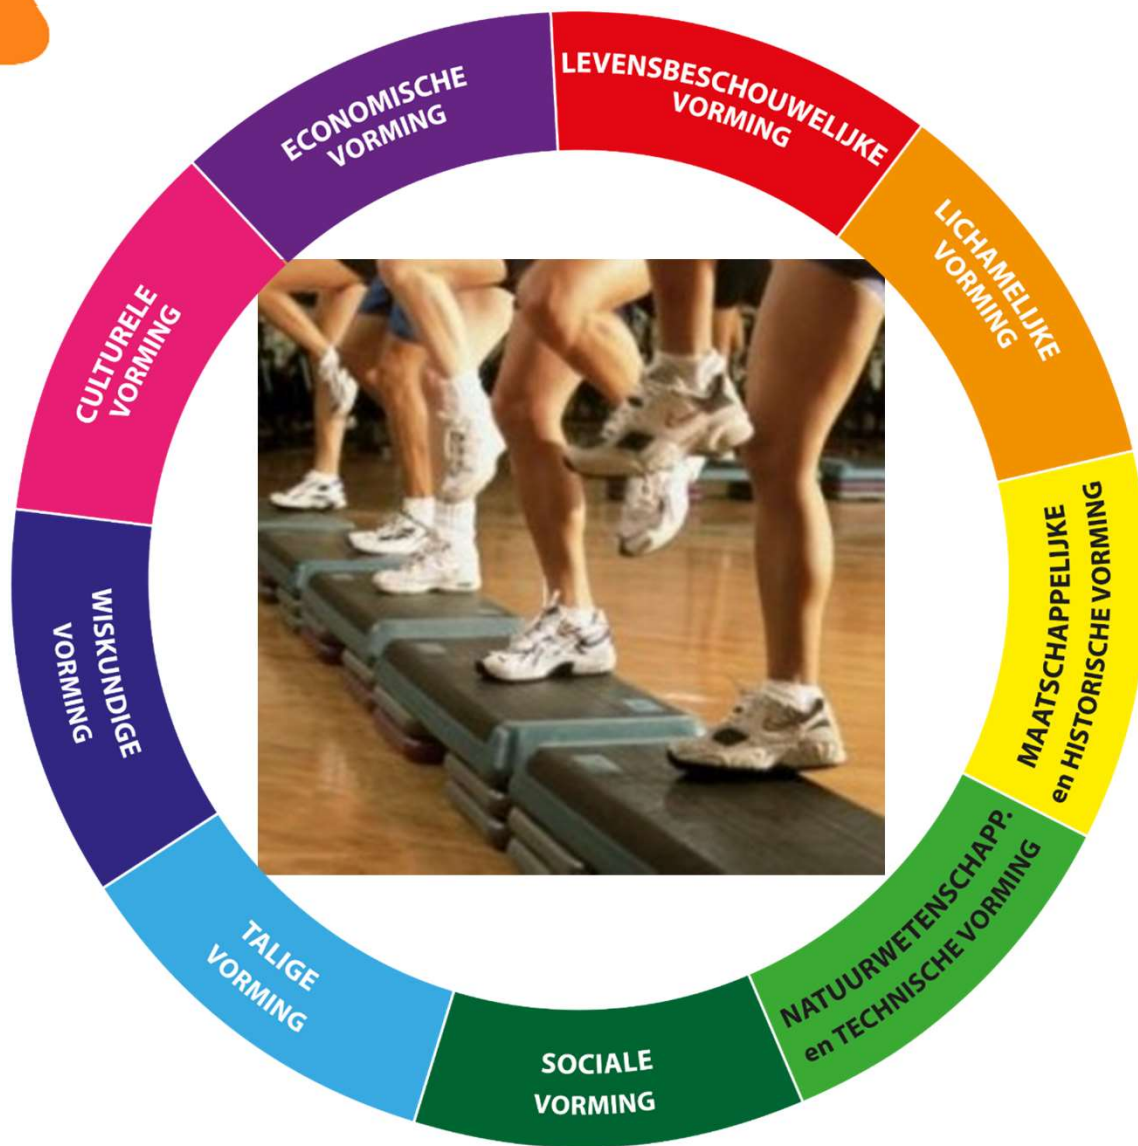 LEVENSBESCHOUWELIJKE
VORMING
LICHAMELIJKE
VORMING
MAATSCHAPPELIJKE
en HISTORISCHE VORMING
NATUURWETENSCHAPP.
en TECHNISCHE VORMING
SOCIALE
VORMING
TALIGE
VORMING
WISKUNDIGE
VORMING
CULTURELE
VORMING
ECONOMISCHE
VORMING